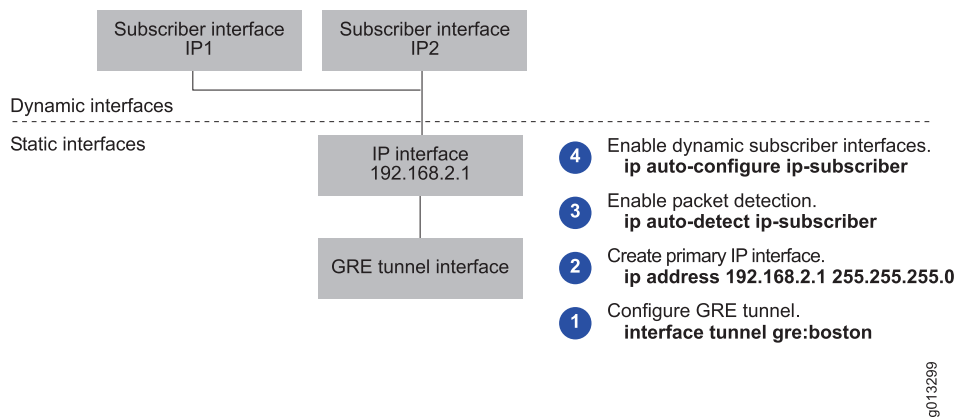 Subscriber interface
IP1
Subscriber interface
IP2
Dynamic interfaces
Static interfaces
IP interface
192.168.2.1
GRE tunnel interface
4
Enable dynamic subscriber interfaces.
ip auto-configure ip-subscriber
3
Enable packet detection.
ip auto-detect ip-subscriber
2
Create primary IP interface.
ip address 192.168.2.1 255.255.255.0
1
Configure GRE tunnel.
interface tunnel gre:boston
g013299